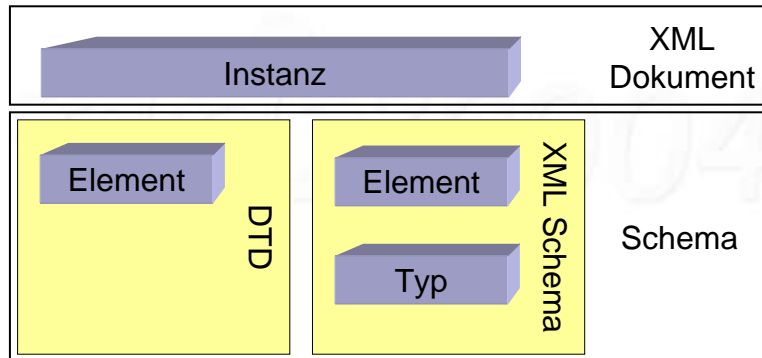 Instanz
XML
Dokument
Element
DTD
Element
Typ
XML Schema
Schema